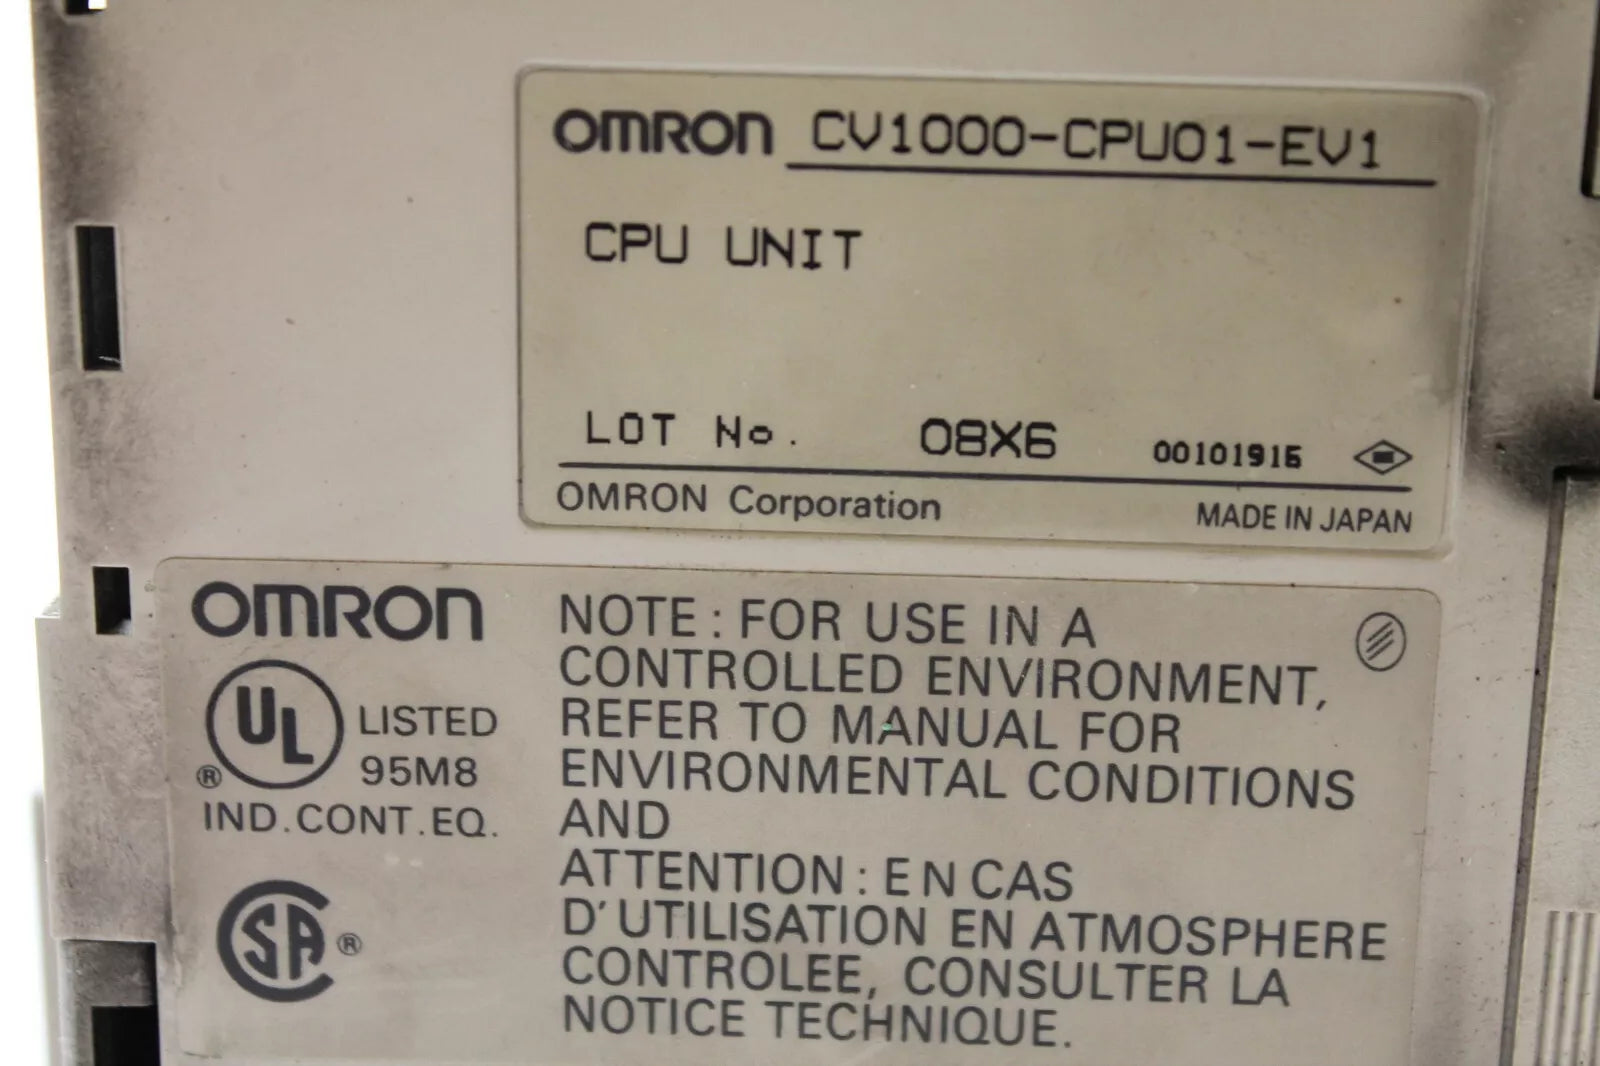 OMRON CV1000-CPU01-EV1
CPU UNIT
LOT No. 08X6 00101916
OMRON Corporation MADE IN JAPAN
OMRON
UL LISTED
95M8
®
IND.CONT.EQ.
SA ®
NOTE : FOR USE IN A
CONTROLLED ENVIRONMENT,
REFER TO MANUAL FOR
ENVIRONMENTAL CONDITIONS
AND
ATTENTION : EN CAS
D'UTILISATION EN ATMOSPHERE
CONTROLEE, CONSULTER LA
NOTICE TECHNIQUE.